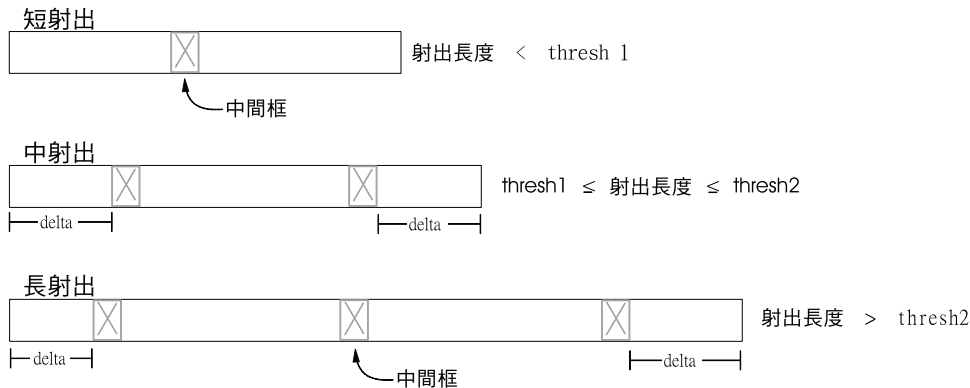 短射出
射出長度 < thresh 1
中間框
中射出
thresh1 ≤ 射出長度 ≤ thresh2
delta
delta
長射出
射出長度 > thresh2
delta
delta
中間框